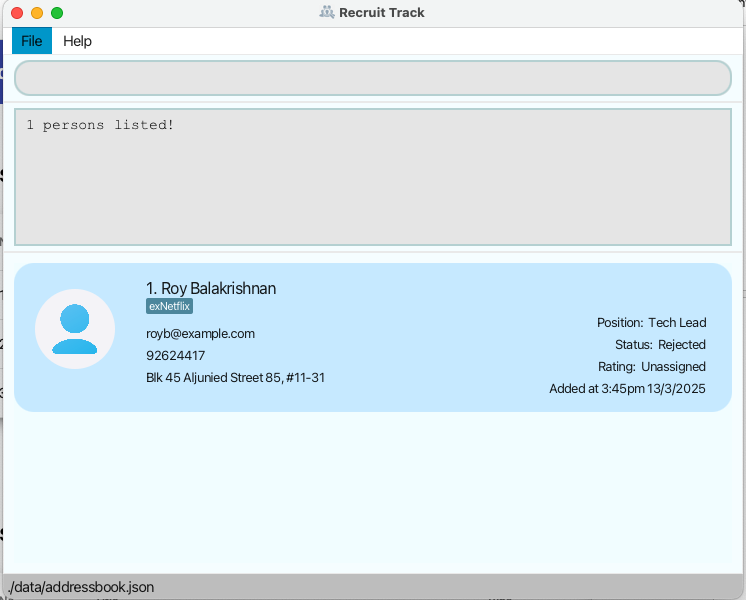 Recruit Track
File Help
1 persons listed!
1. Roy Balakrishnan
exNetflix
royb@example.com
92624417
Blk 45 Aljunied Street 85, #11-31
Position: Tech Lead
Status: Rejected
Rating: Unassigned
Added at 3:45pm 13/3/2025
./data/addressbook.json